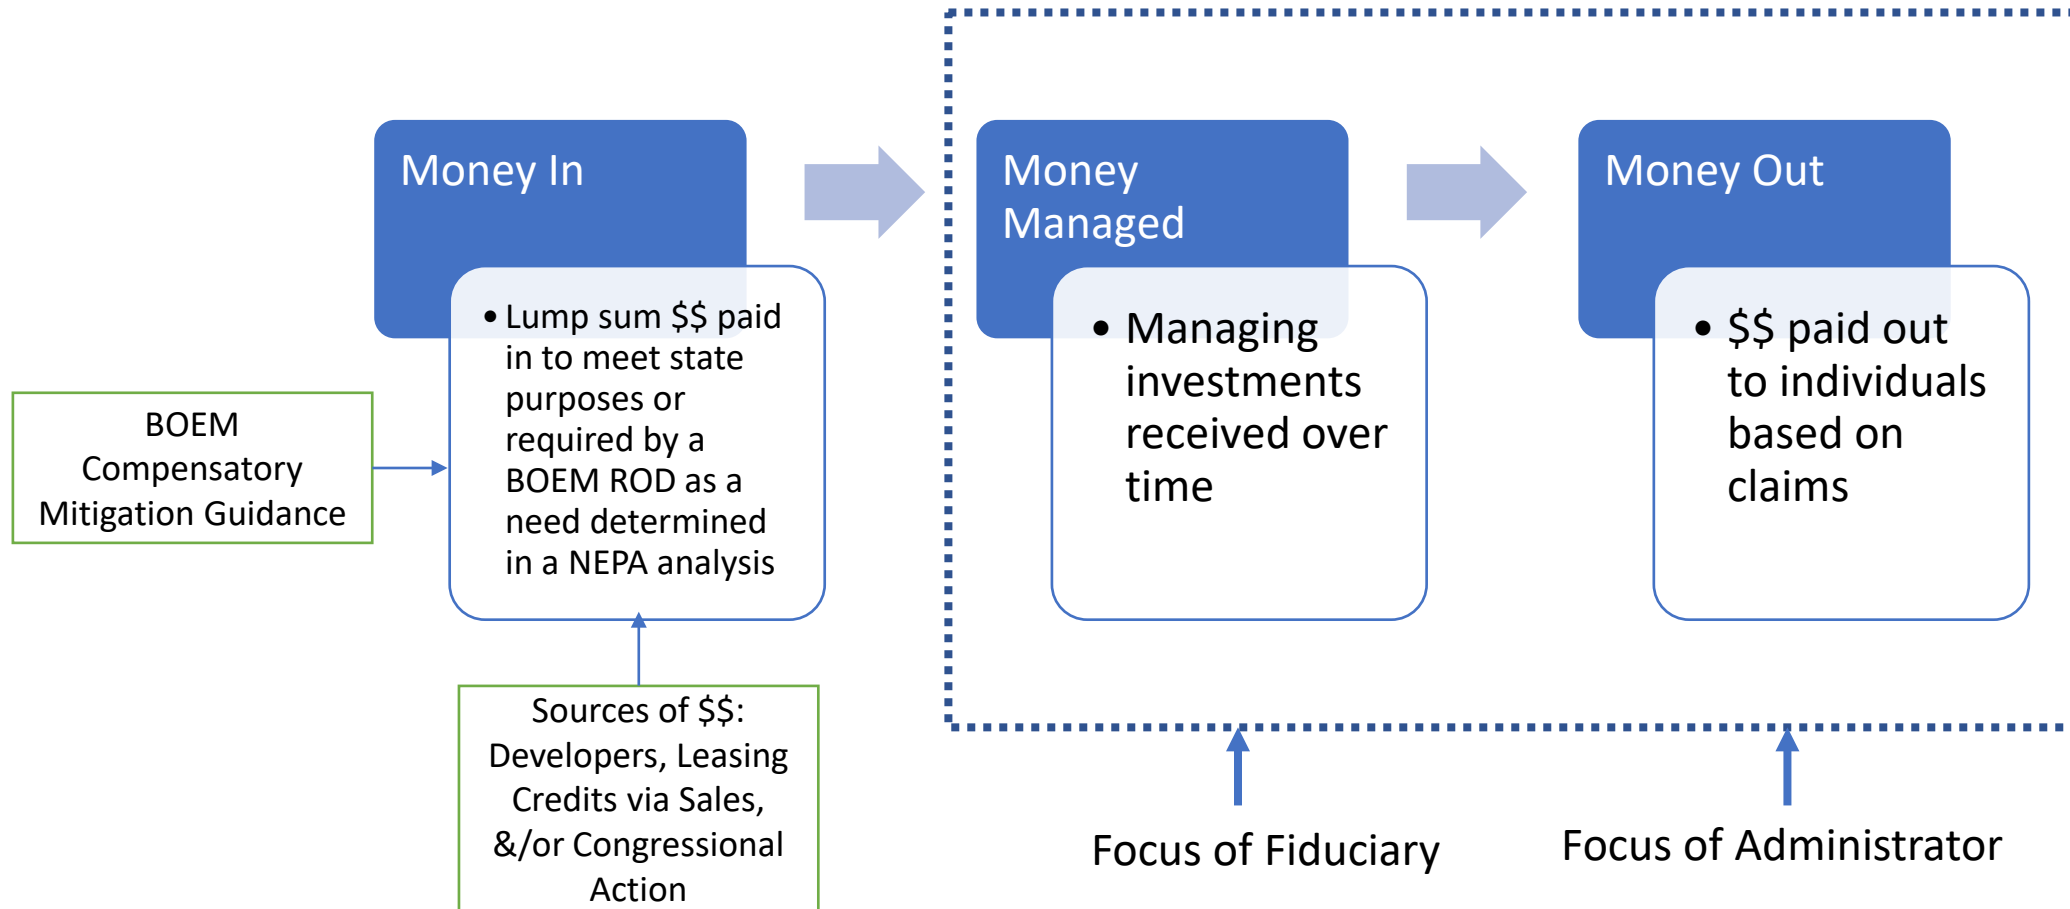 Money In
• Lump sum $$ paid
in to meet state
purposes or
required by a
BOEM ROD as a
need determined
in a NEPA analysis
BOEM
Compensatory
Mitigation Guidance
Sources of $$:
Developers, Leasing
Credits via Sales,
&/or Congressional
Action
Money
Managed
• Managing
investments
received over
time
Money Out
• $$ paid out
to individuals
based on
claims
Focus of Fiduciary
Focus of Administrator